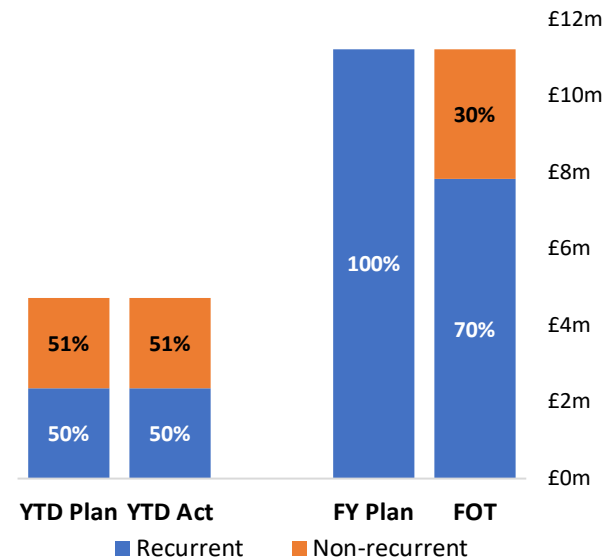 £12m
£10m
30%
£8m
£6m
100%
£4m
70%
51% 51%
£2m
50% 50%
£0m
YTD Plan YTD Act FY Plan FOT
Recurrent Non-recurrent